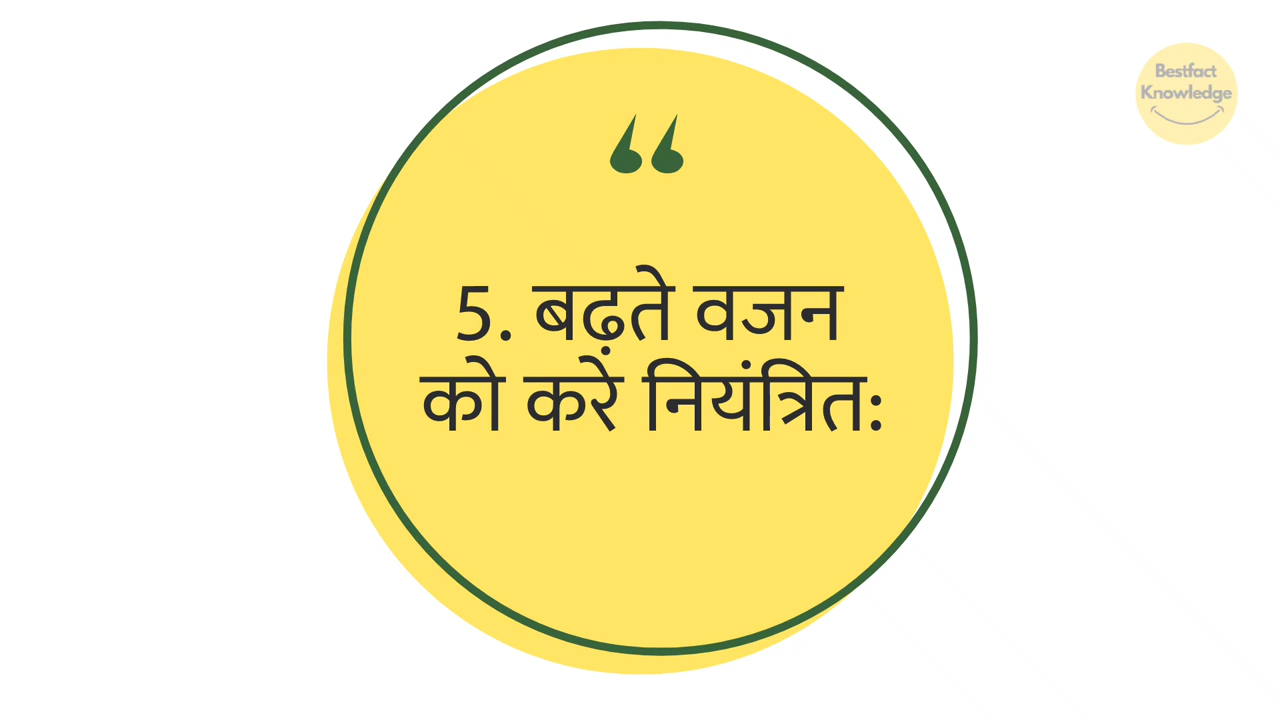 “
5. बढ़ते वजन
को करें नियंत्रित:
Bestfact
Knowledge